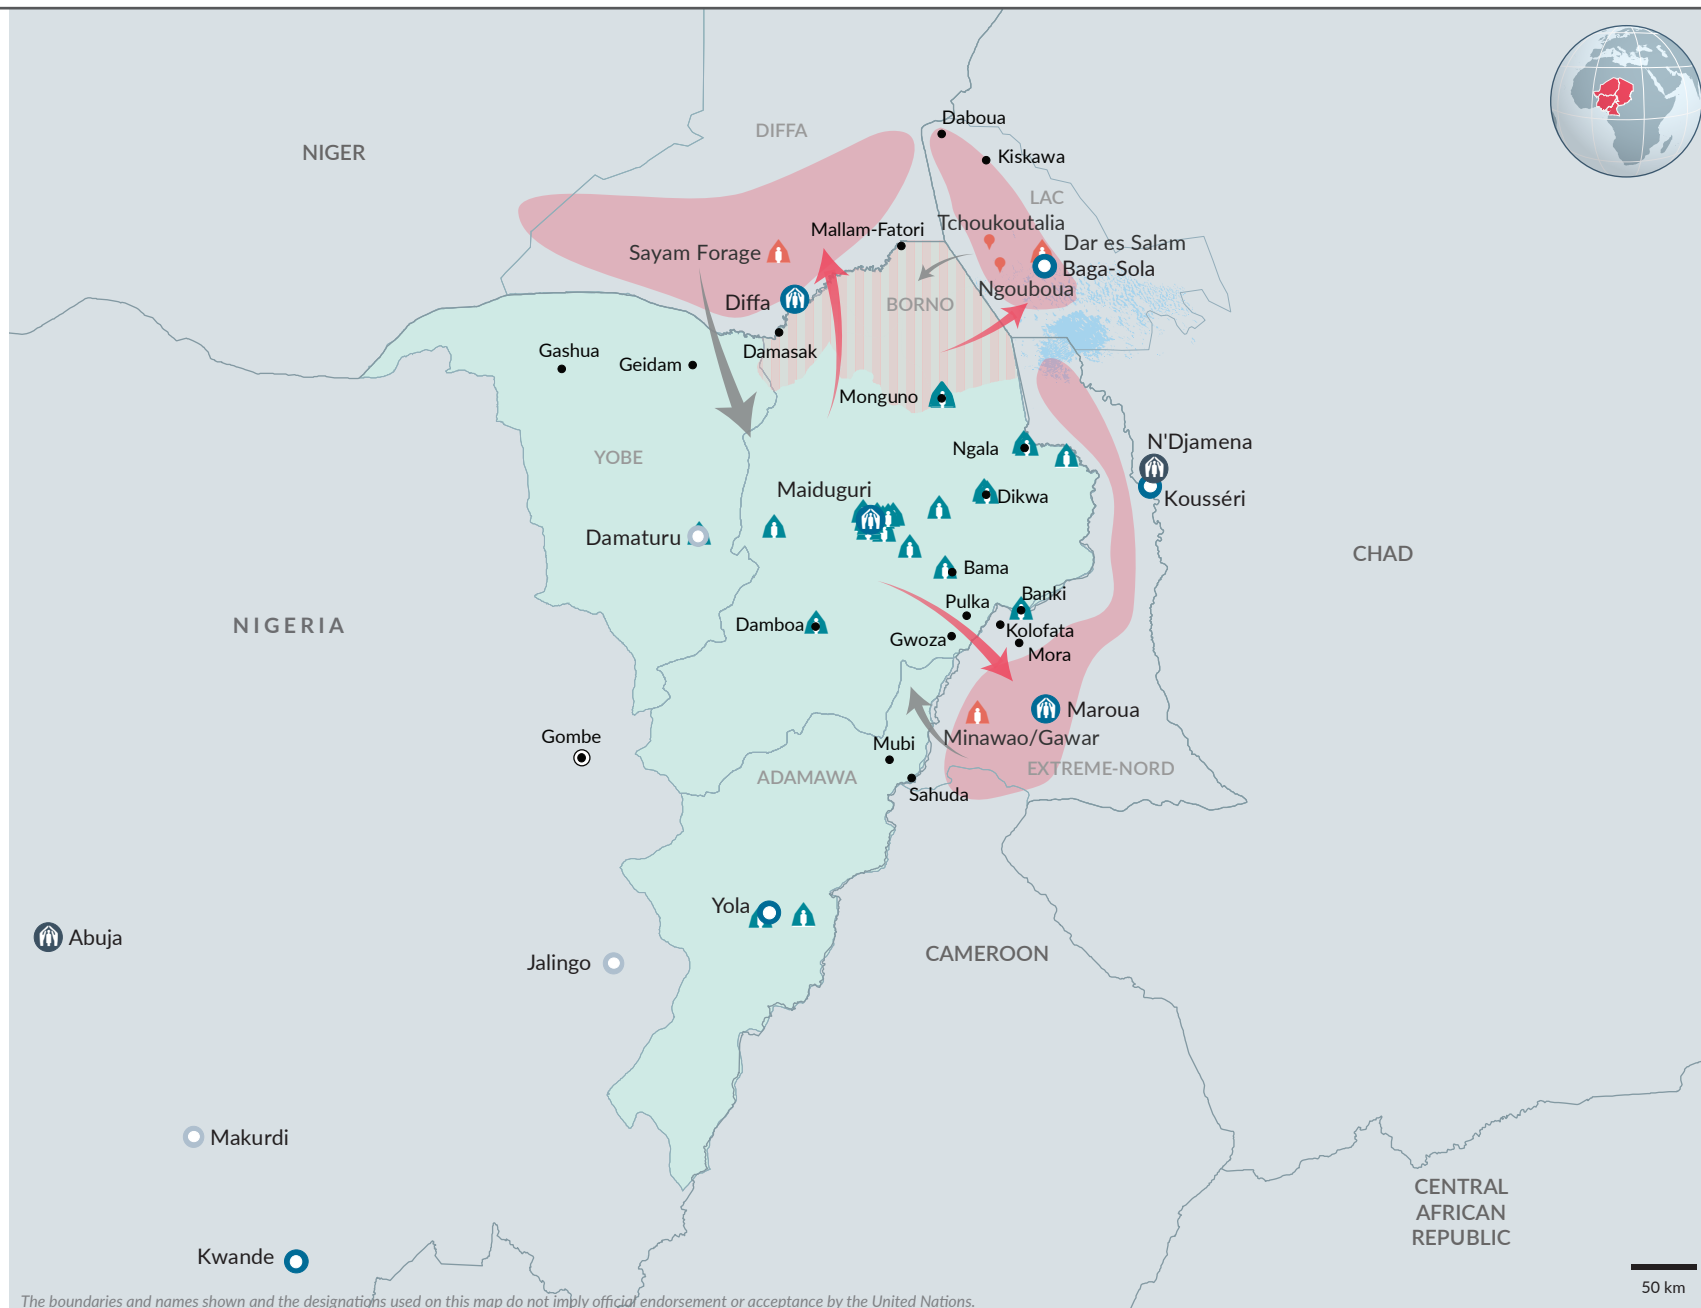 Daboua
DIFFA
NIGER
Kiskawa
LAC
Tchoukoutalia
Mallam-Fatori
Dar es Salam
Sayam Forage
Baga-Sola
Ngouboua
Diffa
BORNO
Damasak
Gashua
Geidam
Monguno
N'Djamena
Ngala
YOBE
Maiduguri
Dikwa
Kousséri
Damaturu
CHAD
Bama
Banki
Pulka
Damboa
NIGERIA
Kolofata
Gwoza
Mora
Maroua
Gombe
Minawao/Gawar
Mubi
EXTREME-NORD
ADAMAWA
Sahuda
Yola
Abuja
CAMEROON
Jalingo
Makurdi
CENTRAL
AFRICAN
REPUBLIC
Kwande
50 km
The boundaries and names shown and the designations used on this map do not imply official endorsement or acceptance by the United Nations.